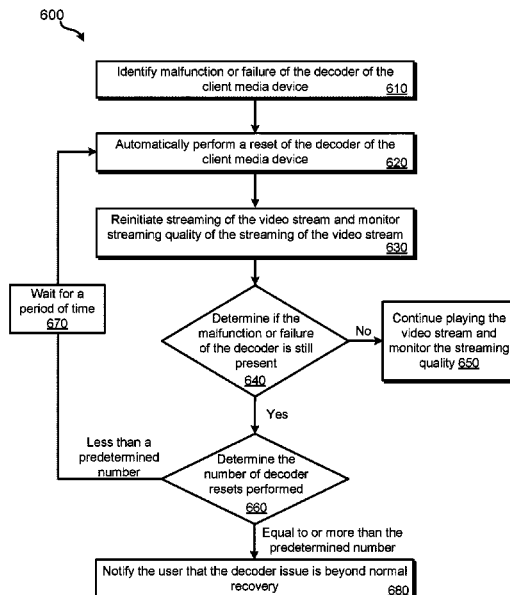 600
Identify malfunction or failure of the decoder of the
client media device
610
Automatically perform a reset of the decoder of the
client media device
620
Reinitiate streaming of the video stream and monitor
streaming quality of the streaming of the video stream
630
Wait for a
period of time
670
Determine if the
malfunction or failure
of the decoder is still
present
640
No
Continue playing the
video stream and
monitor the streaming
quality 650
Yes
Less than a
predetermined
number
Determine the
number of decoder
resets performed
660
Equal to or more than the
predetermined number
Notify the user that the decoder issue is beyond normal
recovery
680